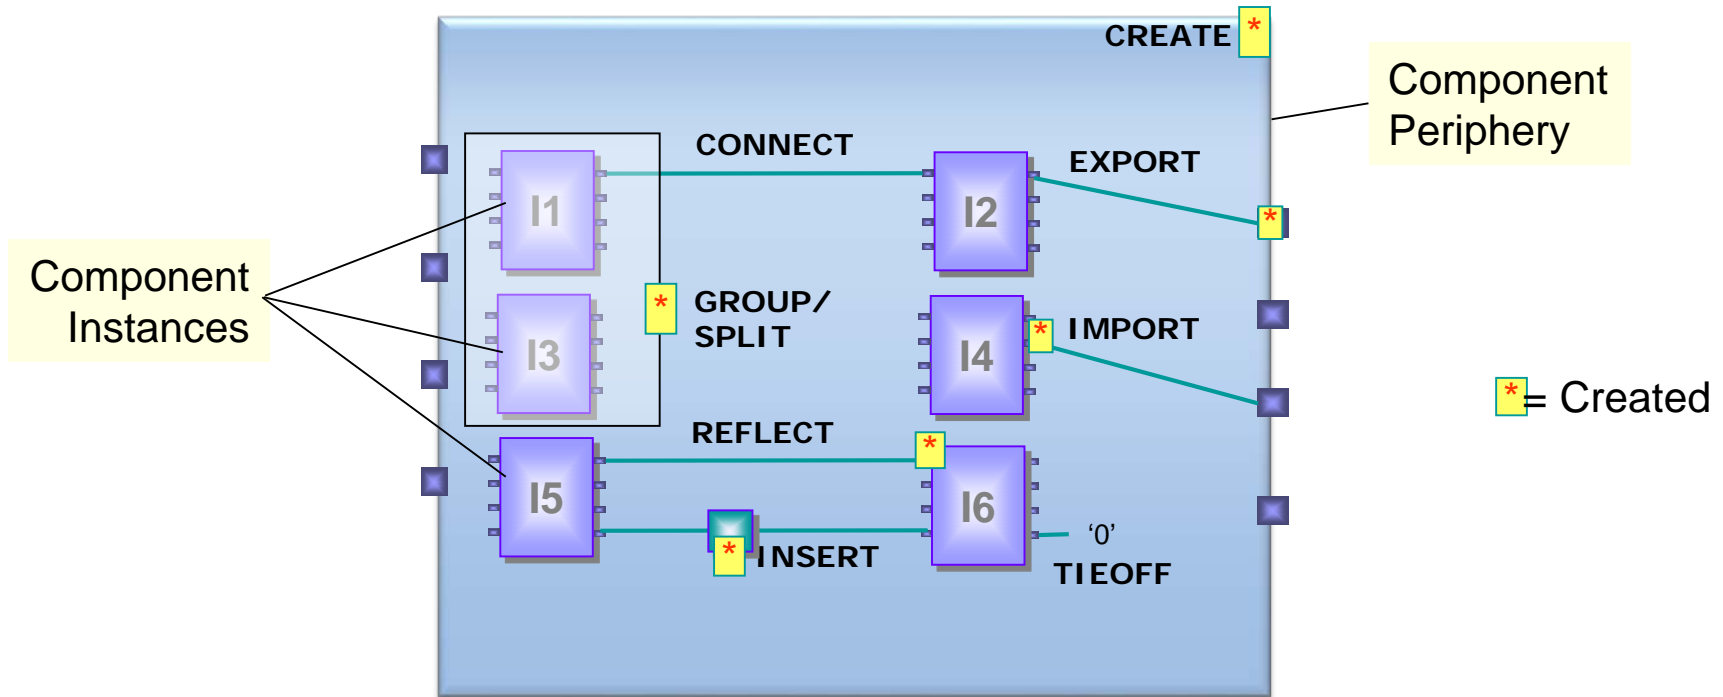 CREATE *
Component
Periphery
CONNECT
EXPORT
I1
I2
*
Component
Instances
*
GROUP/
SPLIT
I3
I4
*
IMPORT
* = Created
REFLECT
*
I5
I6
*
INSERT
‘0’
TIEOFF